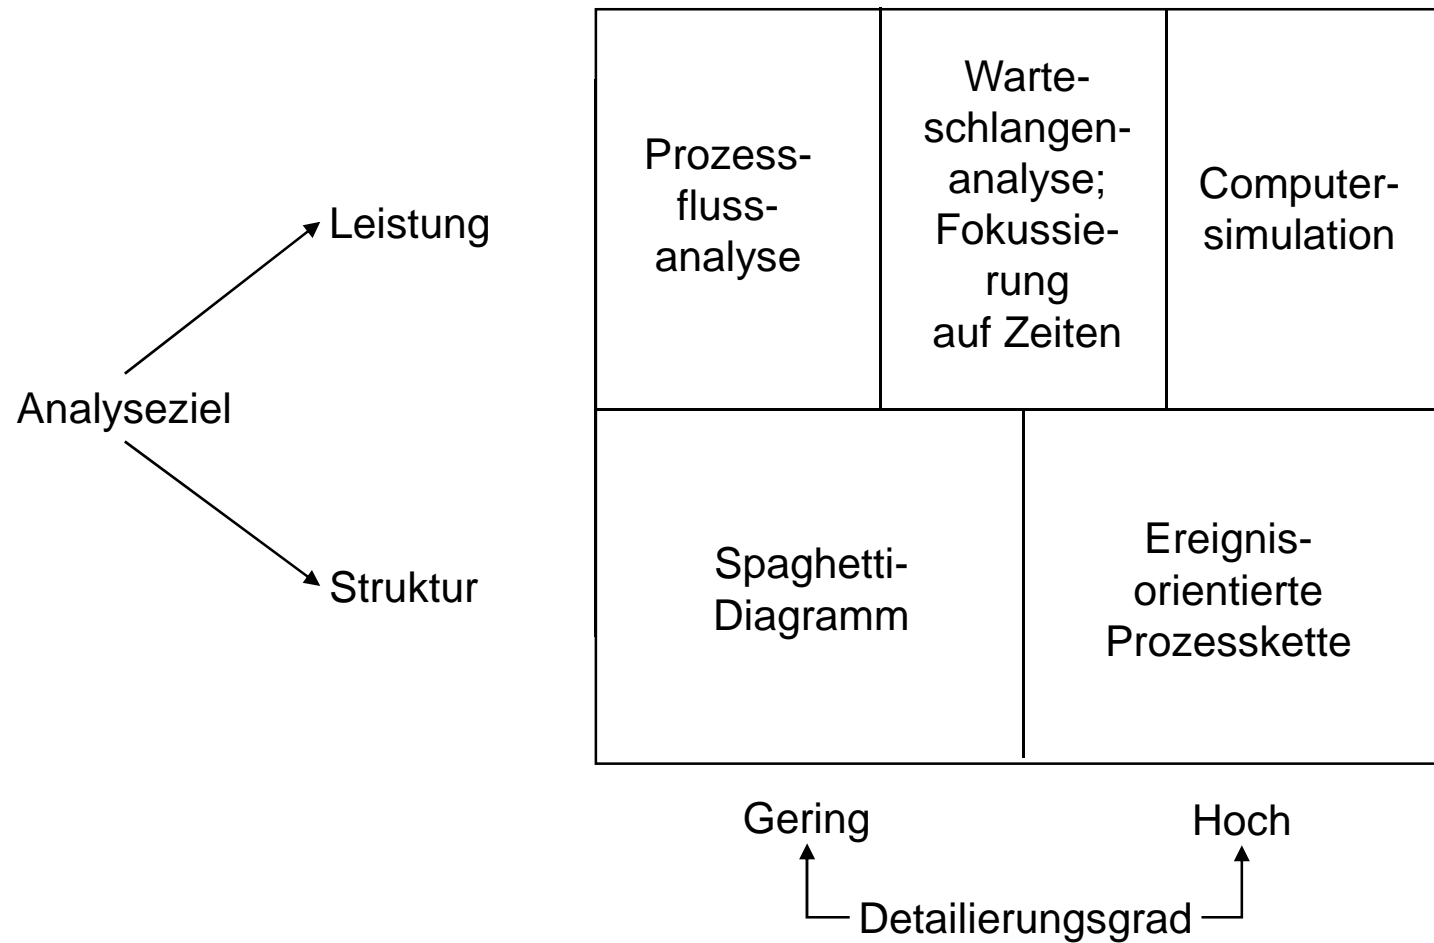 Prozess-
fluss-
analyse
Warte-
schlangen-
analyse;
Fokussie-
rung
auf Zeiten
Computer-
simulation
Leistung
Analyseziel
Struktur
Spaghetti-
Diagramm
Ereignis-
orientierte
Prozesskette
Gering
Hoch
Detailierungsgrad